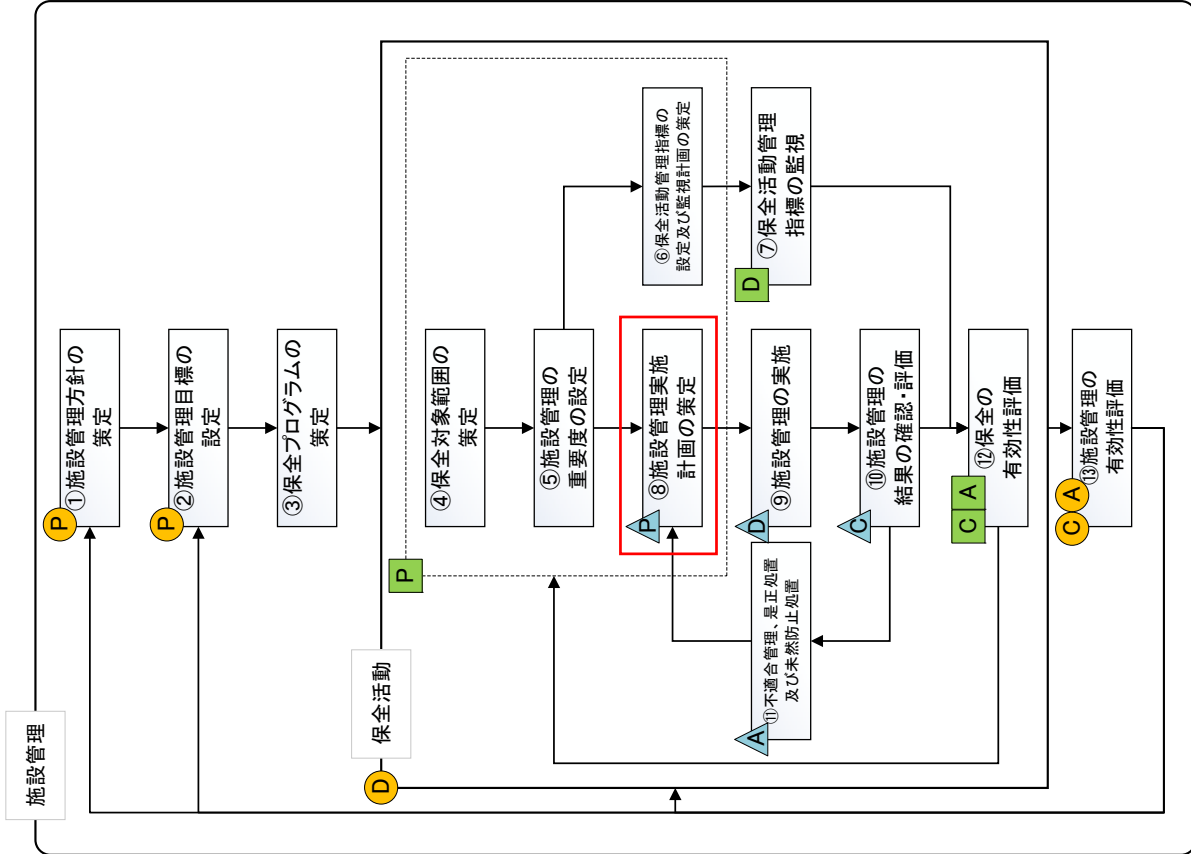 施設管理
P
①施設管理方針の
策定
P
②施設管理目標の
設定
③保全プログラムの
策定
D
保全活動
P
④保全対象範囲の
策定
⑤施設管理の
重要度の設定
⑥保全活動管理指標の
設定及び監視計画の策定
P
⑧施設管理実施
計画の策定
D
⑦保全活動管理
指標の監視
D
⑨施設管理の実施
C
⑩施設管理の
結果の確認・評価
A
⑪不適合管理、是正処置
及び未然防止処置
C A
⑫保全の
有効性評価
C A
⑬施設管理の
有効性評価